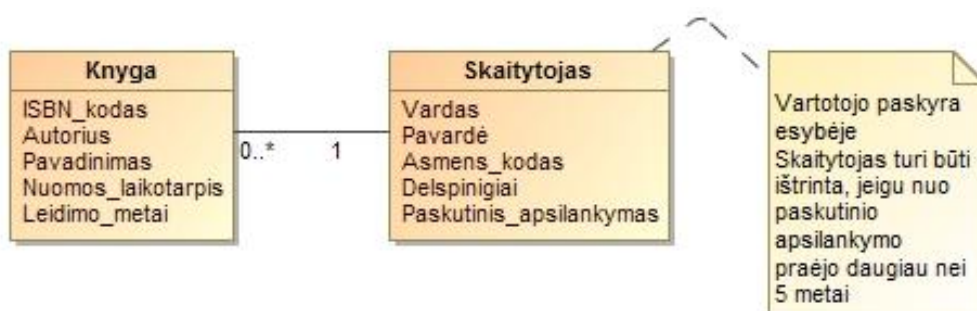 Knyga
ISBN_kodas
Autorius
Pavadinimas
Nuomos_laikotarpis
Leidimo_metai
0..*
1
Skaitytojas
Vardas
Pavardė
Asmens_kodas
Delspinigiai
Paskutinis_apsilankymas
Vartotojo paskyra
esybėje
Skaitytojas turi būti
ištrinta, jeigu nuo
paskutinio
apsilankymo
praėjo daugiau nei
5 metai